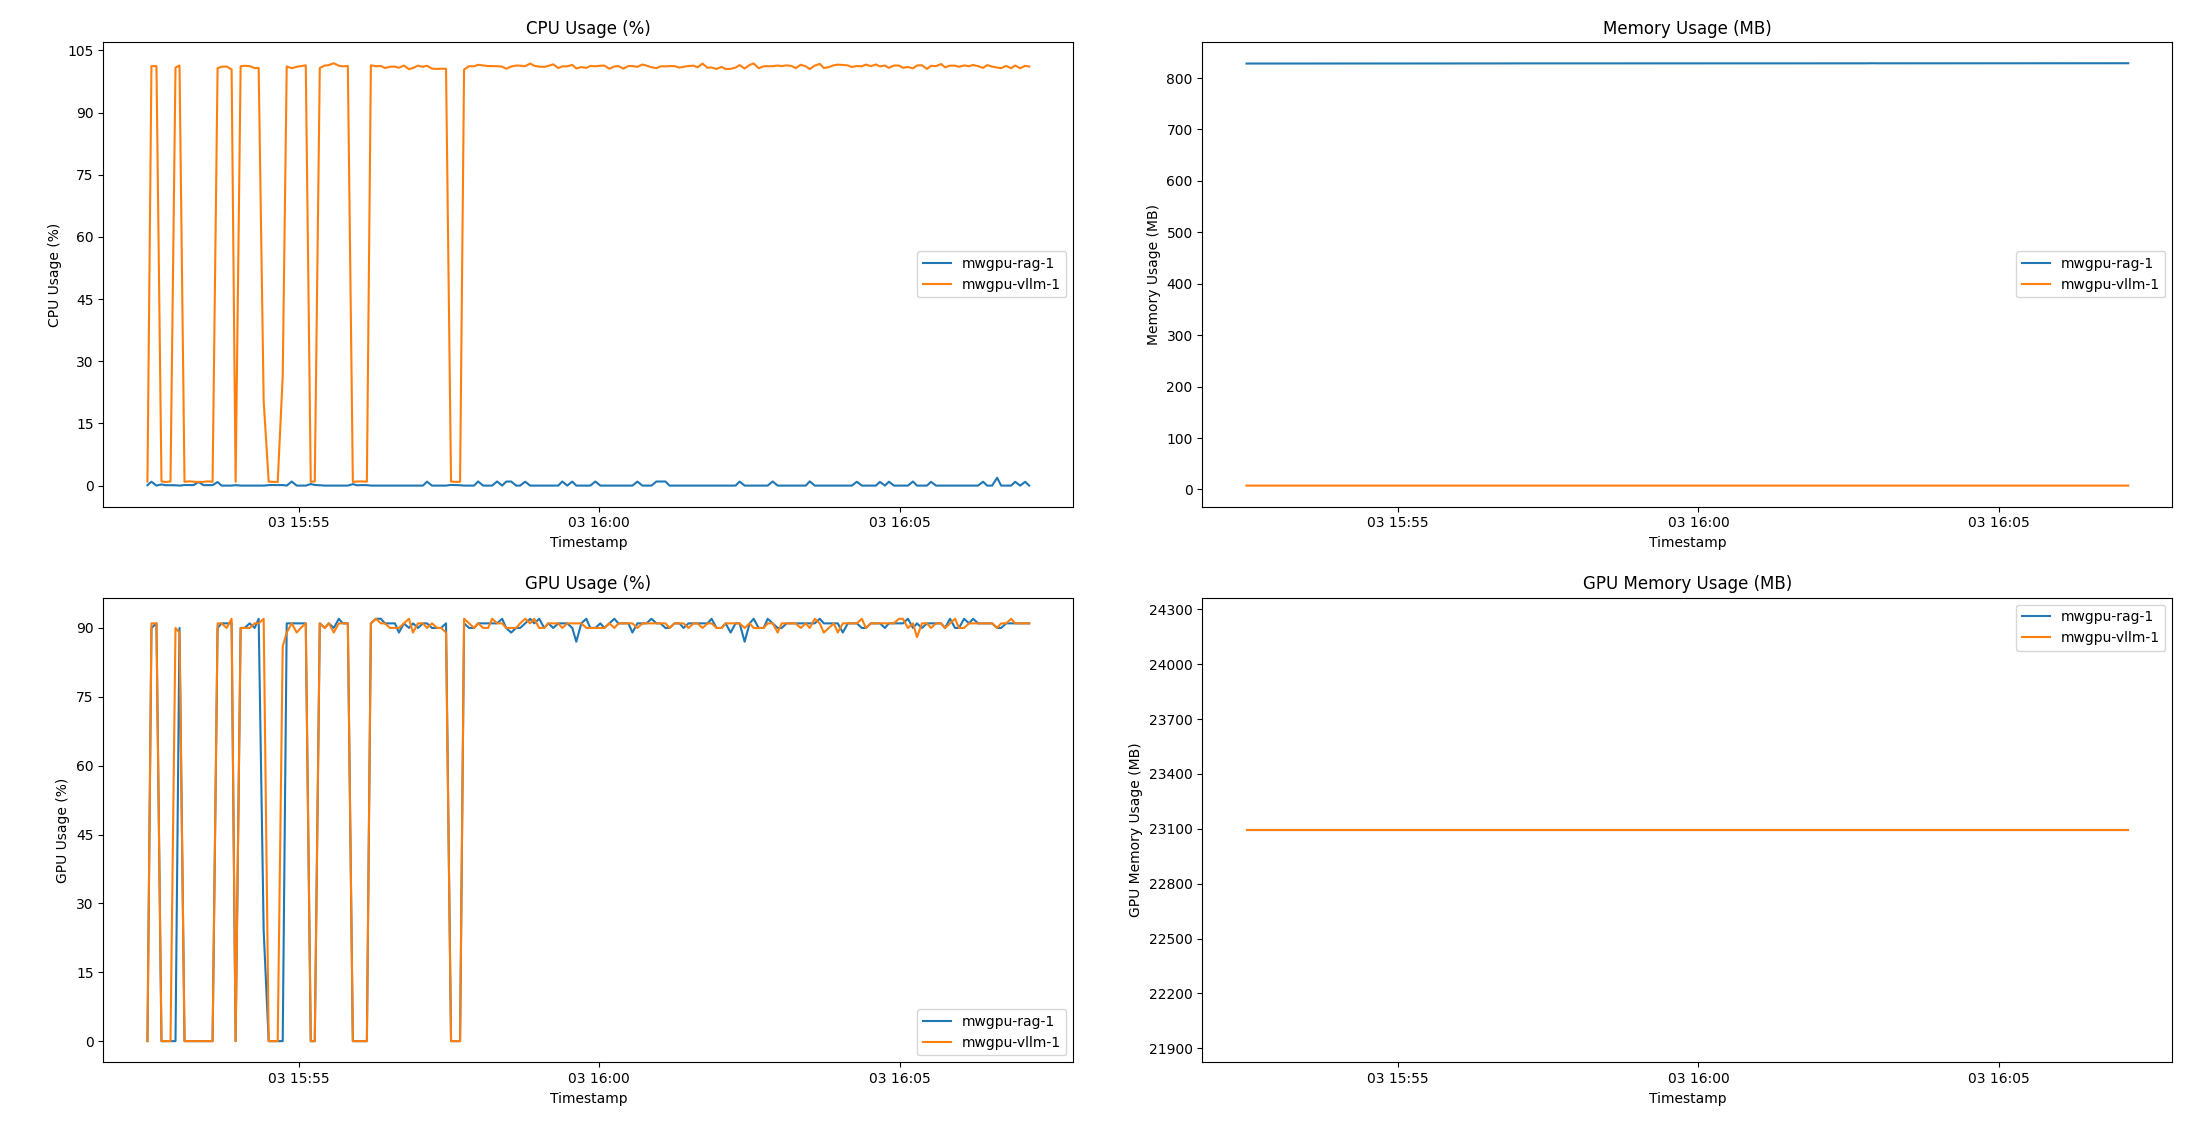 CPU Usage (%)
CPU Usage (%)
105
90
75
60
45
30
15
0
mwgpu-rag-1
mwgpu-vllm-1
03 15:55
03 16:00
03 16:05
Timestamp
Memory Usage (MB)
Memory Usage (MB)
800
700
600
500
400
300
200
100
0
mwgpu-rag-1
mwgpu-vllm-1
03 15:55
03 16:00
03 16:05
Timestamp
GPU Usage (%)
GPU Usage (%)
90
75
60
45
30
15
0
mwgpu-rag-1
mwgpu-vllm-1
03 15:55
03 16:00
03 16:05
Timestamp
GPU Memory Usage (MB)
GPU Memory Usage (MB)
24300
24000
23700
23400
23100
22800
22500
22200
21900
mwgpu-rag-1
mwgpu-vllm-1
03 15:55
03 16:00
03 16:05
Timestamp